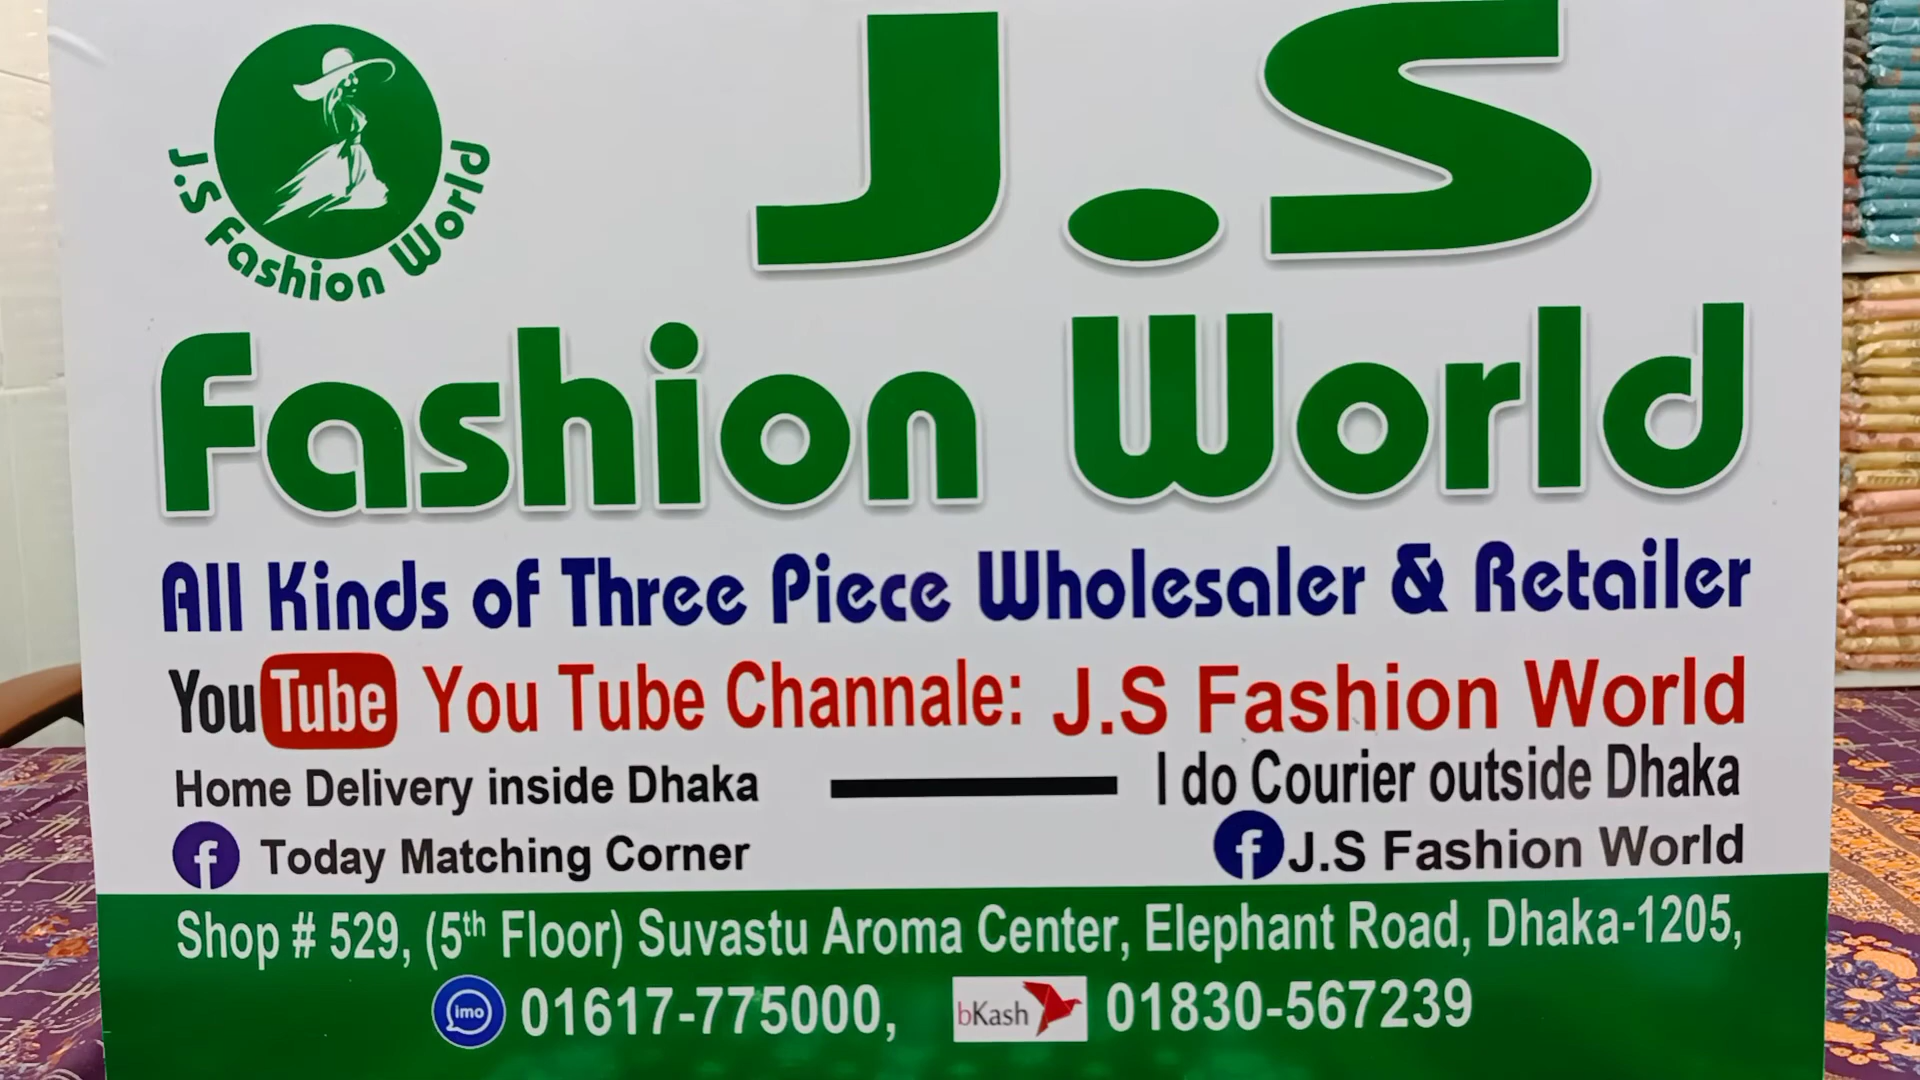 J.S Fashion World
J.S
Fashion World
All Kinds of Three Piece Wholesaler & Retailer
YouTube You Tube Channale: J.S Fashion World
Home Delivery inside Dhaka I do Courier outside Dhaka
f Today Matching Corner f J.S Fashion World
Shop # 529, (5th Floor) Suvastu Aroma Center, Elephant Road, Dhaka-1205,
imo 01617-775000, bKash 01830-567239